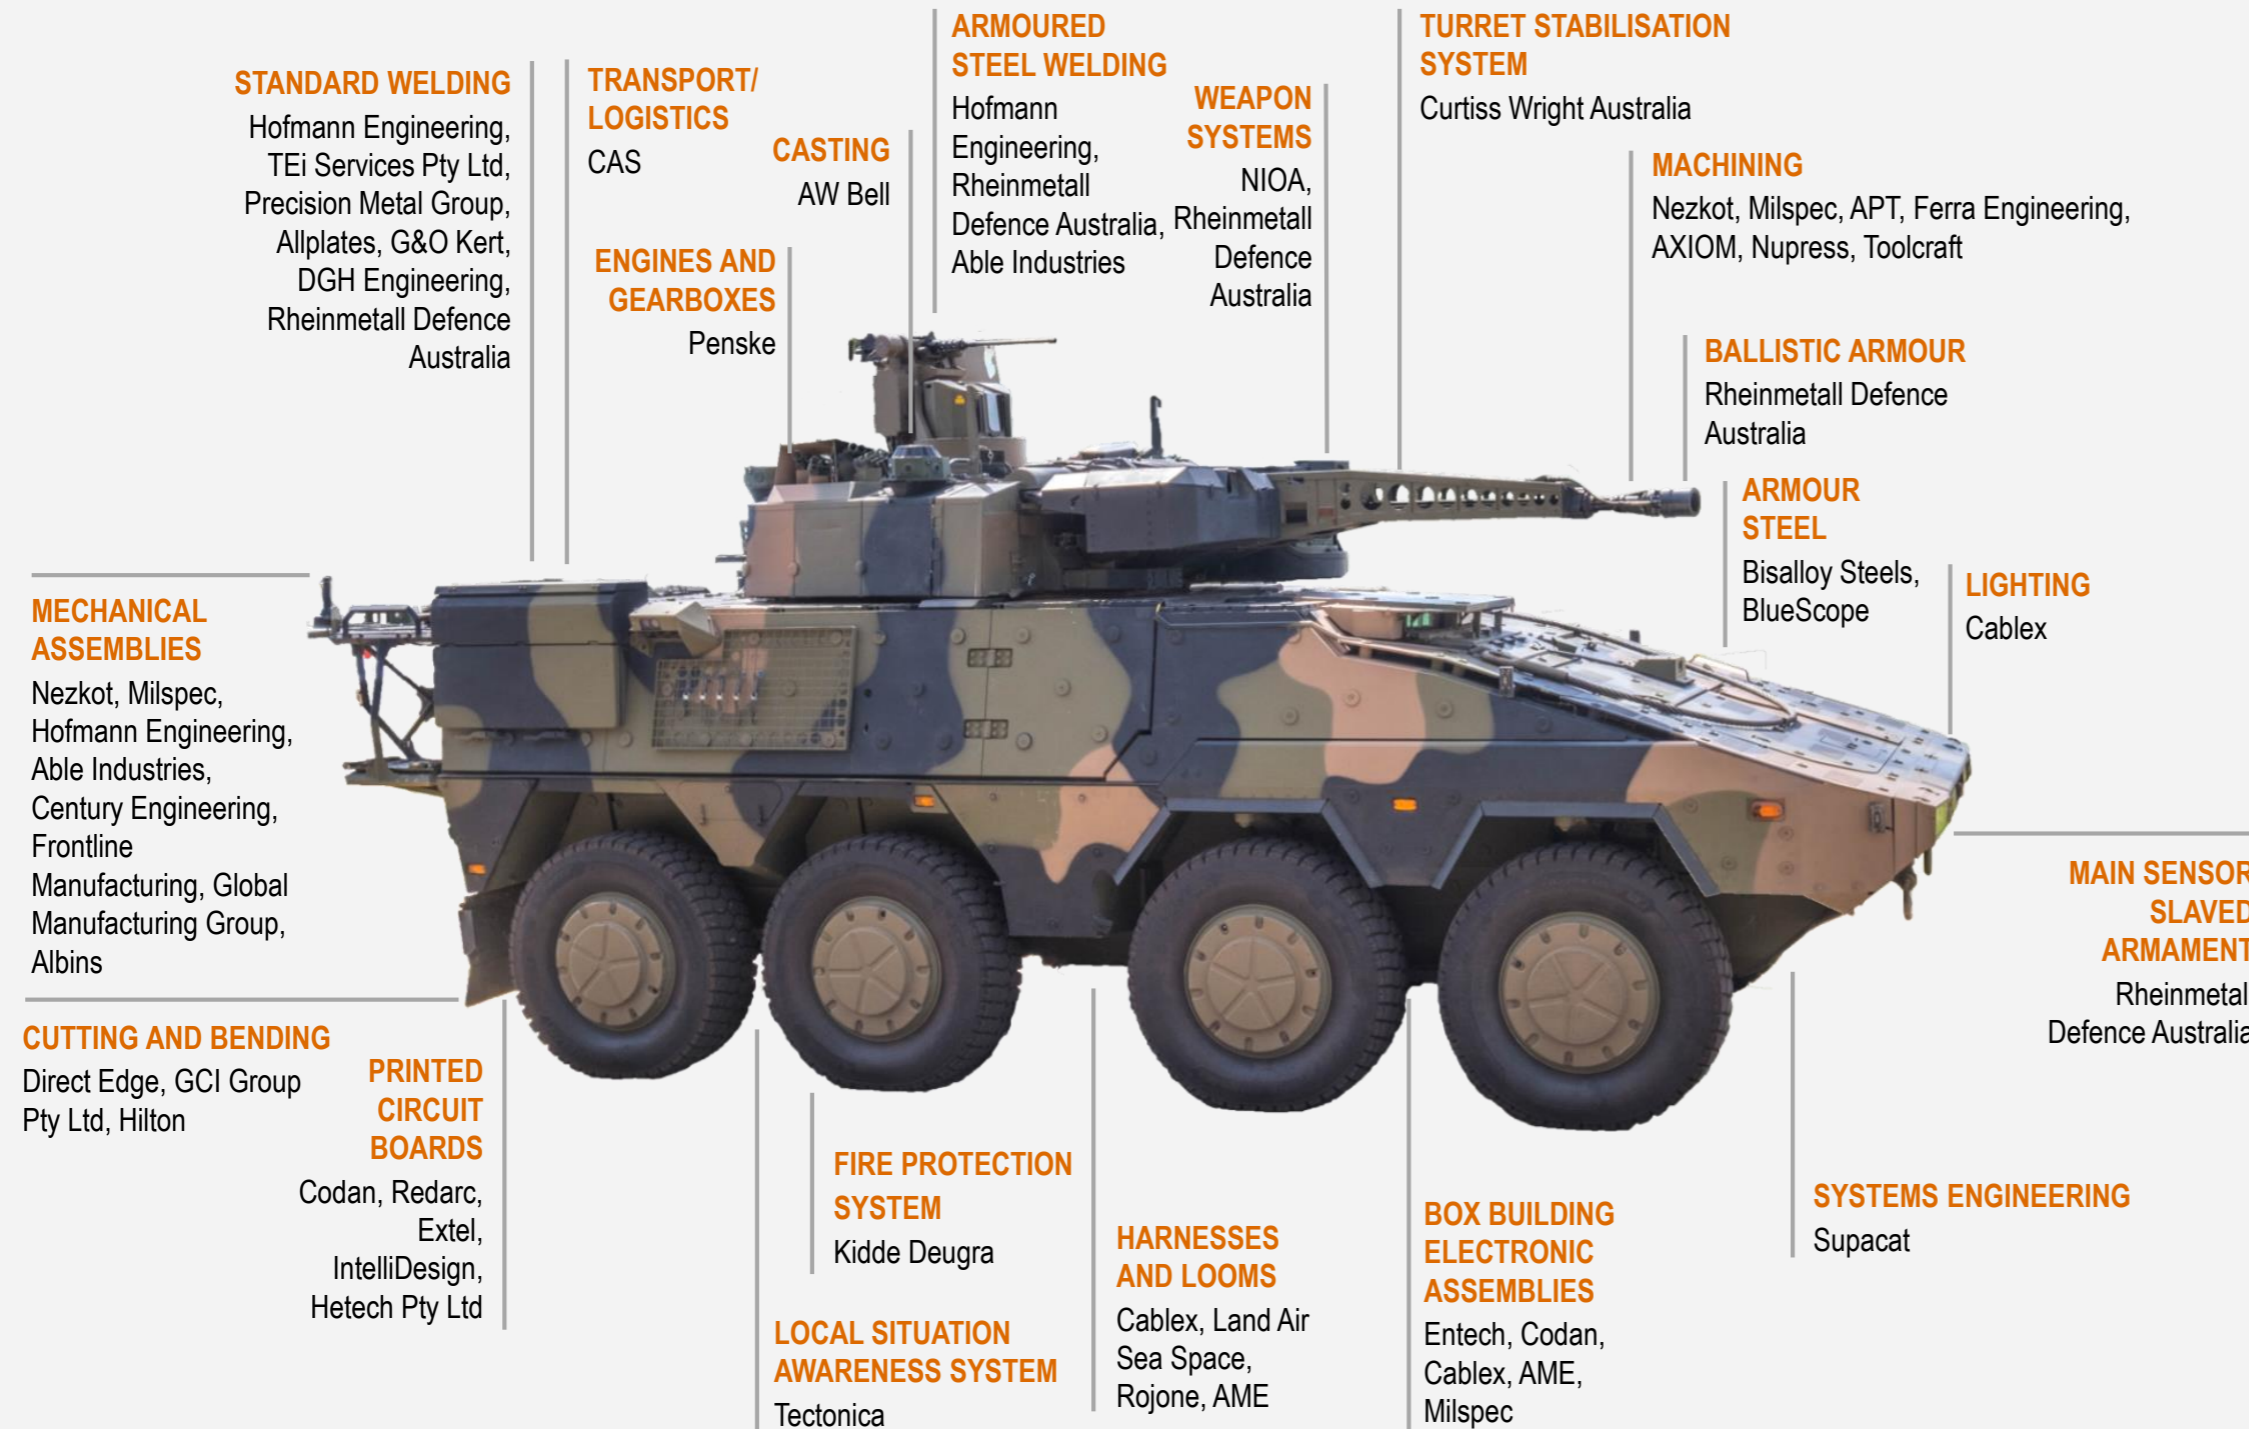 STANDARD WELDING
Hofmann Engineering,
TEi Services Pty Ltd,
Precision Metal Group,
Allplates, G&O Kert,
DGH Engineering,
Rheinmetall Defence
Australia
TRANSPORT/
LOGISTICS
CAS
CASTING
AW Bell
ENGINES AND
GEARBOXES
Penske
ARMOURED
STEEL WELDING
Hofmann
Engineering,
Rheinmetall
Defence Australia,
Able Industries
WEAPON
SYSTEMS
NIOA,
Rheinmetall
Defence
Australia
TURRET STABILISATION
SYSTEM
Curtiss Wright Australia
MACHINING
Nezkot, Milspec, APT, Ferra Engineering,
AXIOM, Nupress, Toolcraft
BALLISTIC ARMOUR
Rheinmetall Defence
Australia
ARMOUR
STEEL
Bisalloy Steels,
BlueScope
LIGHTING
Cablex
MECHANICAL
ASSEMBLIES
Nezkot, Milspec,
Hofmann Engineering,
Able Industries,
Century Engineering,
Frontline
Manufacturing, Global
Manufacturing Group,
Albins
MAIN SENSOR
SLAVED
ARMAMENT
Rheinmetall
Defence Australia
CUTTING AND BENDING
Direct Edge, GCI Group
Pty Ltd, Hilton
PRINTED
CIRCUIT
BOARDS
Codan, Redarc,
Extel,
IntelliDesign,
Hetech Pty Ltd
FIRE PROTECTION
SYSTEM
Kidde Deugra
LOCAL SITUATION
AWARENESS SYSTEM
Tectonica
HARNESSES
AND LOOMS
Cablex, Land Air
Sea Space,
Rojone, AME
BOX BUILDING
ELECTRONIC
ASSEMBLIES
Entech, Codan,
Cablex, AME,
Milspec
SYSTEMS ENGINEERING
Supacat